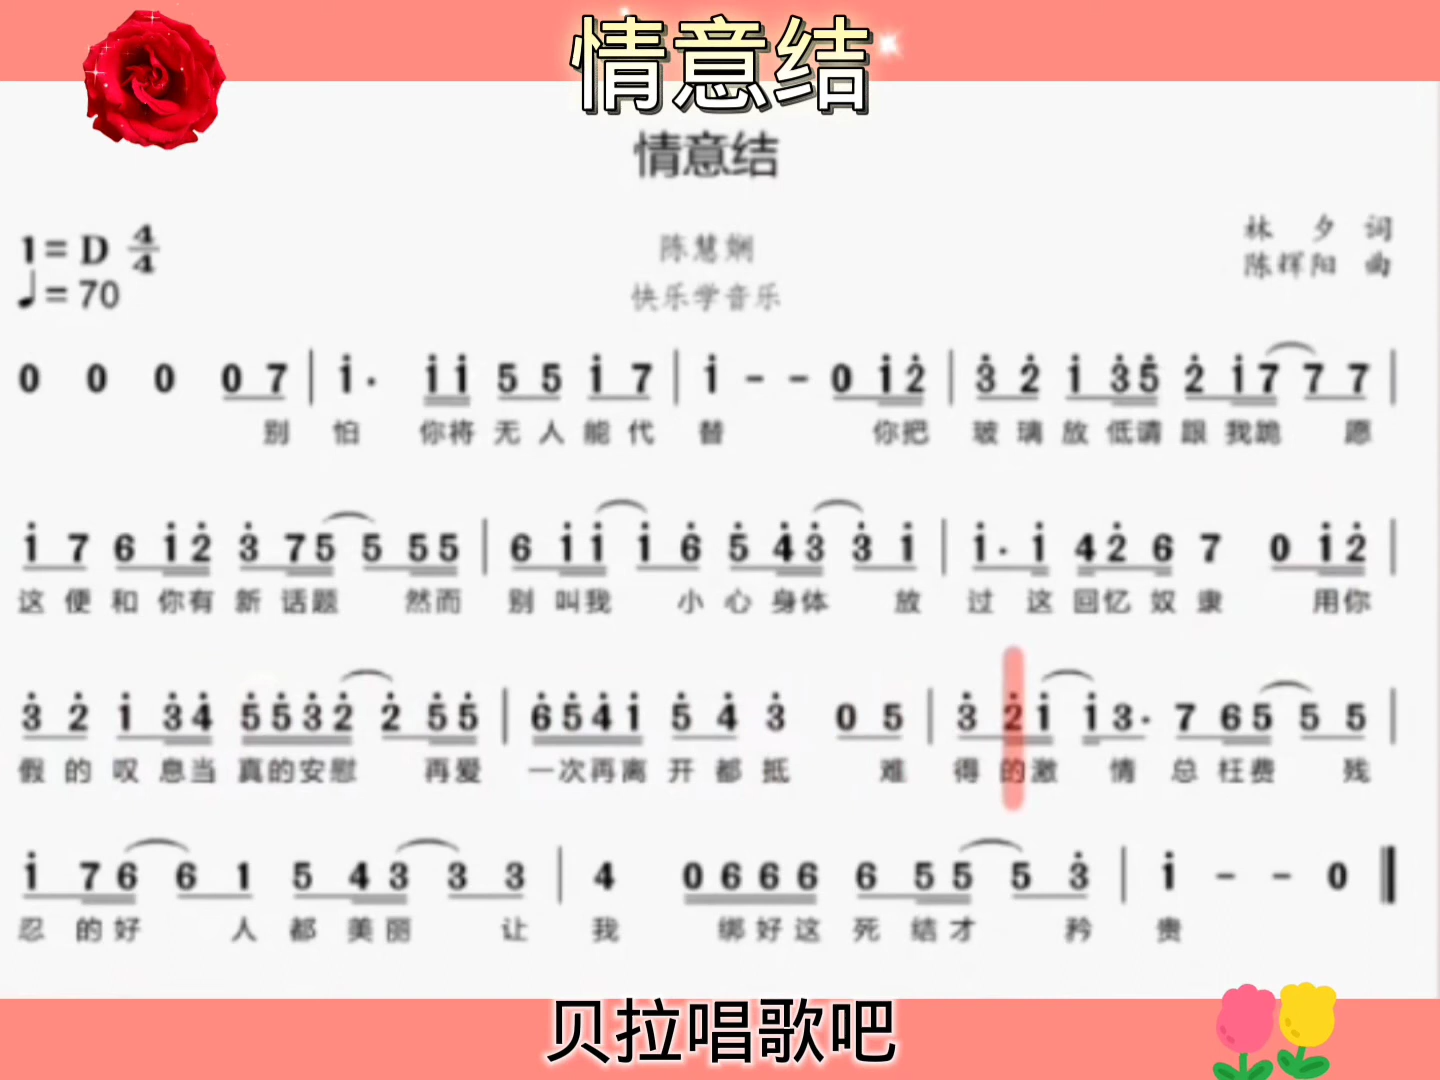 情意结
情意结
1=D 4/4
♩=70
陈慧娴
快乐学音乐
林夕 词
陈辉阳 曲
0 0 0 0 7 | i· i i 5 5 i 7 | i - - 0 i 2̇ | 3̇ 2̇ i 3̇ 5̇ 2̇ i 7 7 7 |
别 怕 你将 无 人 能 代 替 你把 玻 璃 放 低请 跟 我跪 愿
i 7 6 i 2̇ 3̇ 7 5 5 5 5 | 6 i i i 6̇ 5̇ 4̇ 3̇ 3̇ i | i· i 4̇ 2̇ 6̇ 7 0 i 2̇ |
这 便 和 你有 新 话题 然而 别 叫我 小 心 身体 放 过 这 回忆 奴 隶 用你
3̇ 2̇ i 3̇ 4̇ 5̇ 5̇ 3̇ 2̇ 2̇ 5̇ 5̇ | 6̇ 5̇ 4̇ i 5̇ 4̇ 3̇ 0 5 | 3̇ 2̇ i i 3· 7 6 5 5 5 |
假 的 叹 息当 真的安慰 再爱 一次再离 开 都 抵 难 得 的激 情 总 枉费 残
i 7 6 6 1 5 4 3 3 3 | 4 0 6 6 6 6 5 5 5 3̇ | i - - 0
忍 的好 人 都 美丽 让 我 绑好这 死 结才 矜 贵
贝拉唱歌吧